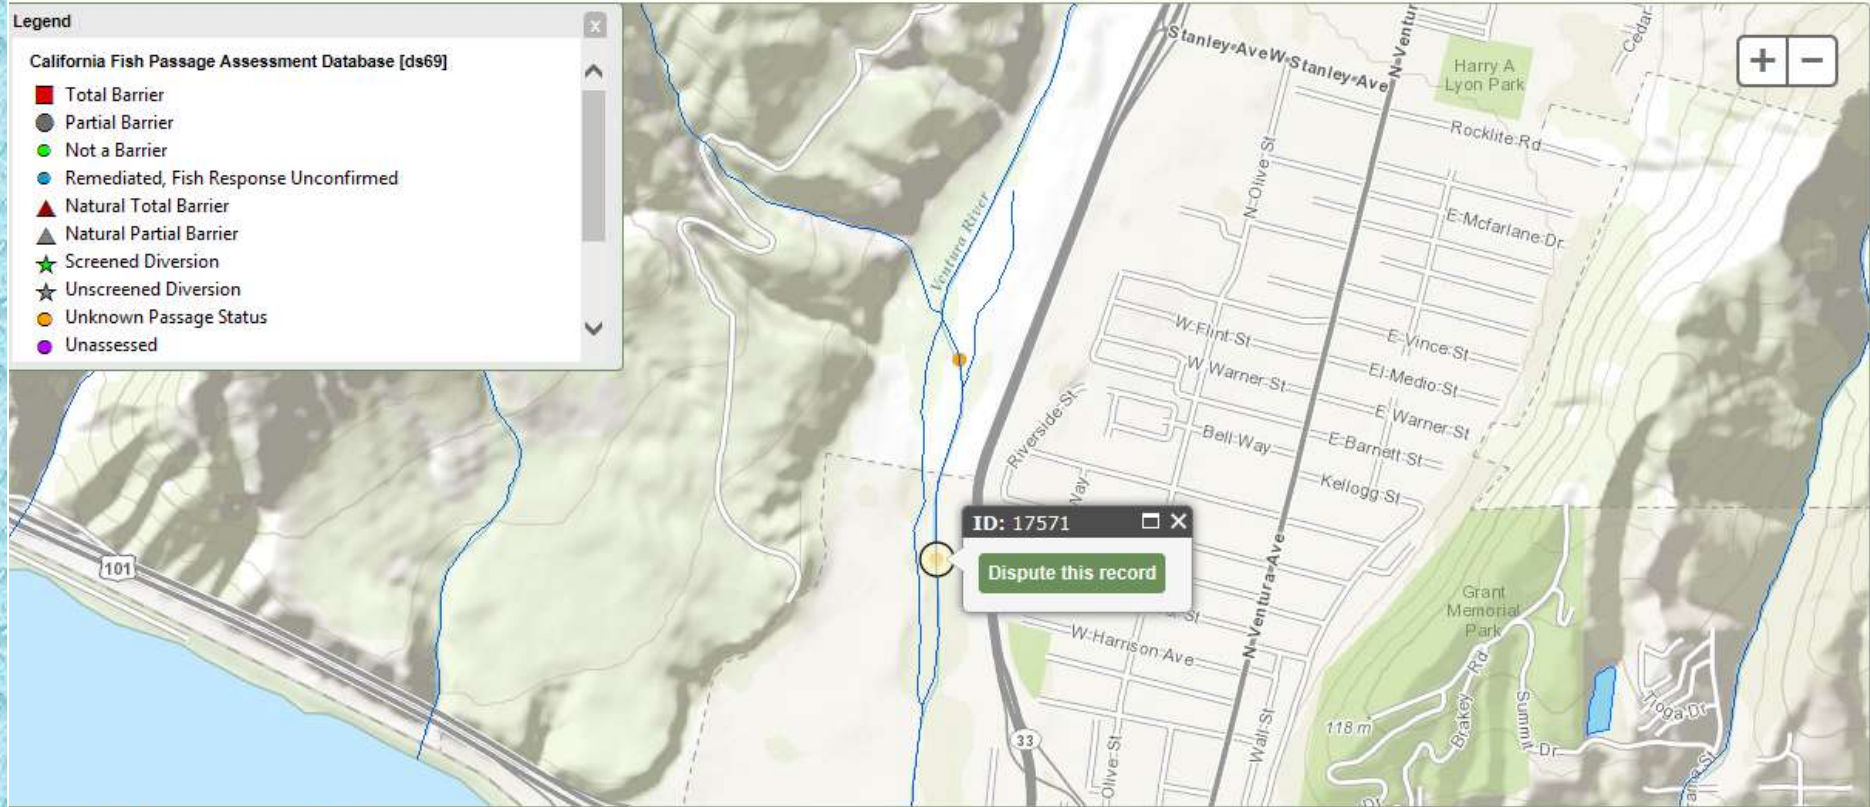 Legend
x
California Fish Passage Assessment Database [ds69]
Total Barrier
Partial Barrier
Not a Barrier
Remediated, Fish Response Unconfirmed
Natural Total Barrier
Natural Partial Barrier
Screened Diversion
Unscreened Diversion
Unknown Passage Status
Unassessed
Stanley Ave
W Stanley Ave
N Ventur
Cedar
Harry A
Lyon Park
+ −
Rocklite Rd
N Olive St
E Mcfarlane Dr
Ventura River
W Flint St
E Vince St
W Warner St
El Medio St
Riverside St
E Warner St
Bell Way
E Barnett St
Kellogg St
Way
ID: 17571
Dispute this record
101
St
N Ventura Ave
Grant
Memorial
Park
W Harrison Ave
Brakey Rd
Summit Dr
Tioga Dr
118 m
33
Olive St
Wall St
Dr